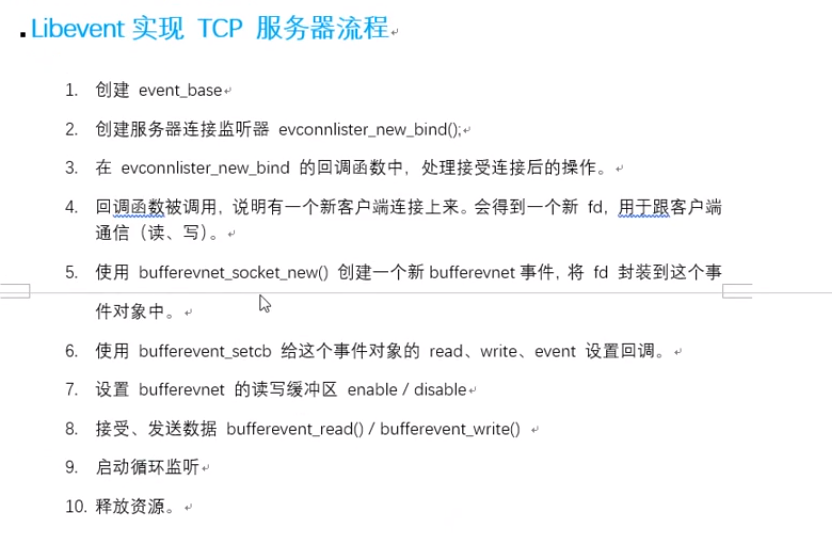 .Libevent 实现 TCP 服务器流程
1. 创建 event_base
2. 创建服务器连接监听器 evconnlister_new_bind();
3. 在 evconnlister_new_bind 的回调函数中，处理接受连接后的操作。
4. 回调函数被调用，说明有一个新客户端连接上来。会得到一个新 fd，用于跟客户端
通信（读、写）。
5. 使用 bufferevnet_socket_new() 创建一个新 bufferevnet 事件，将 fd 封装到这个事
件对象中。
6. 使用 bufferevent_setcb 给这个事件对象的 read、write、event 设置回调。
7. 设置 bufferevnet 的读写缓冲区 enable / disable
8. 接受、发送数据 bufferevent_read() / bufferevent_write()
9. 启动循环监听
10. 释放资源。